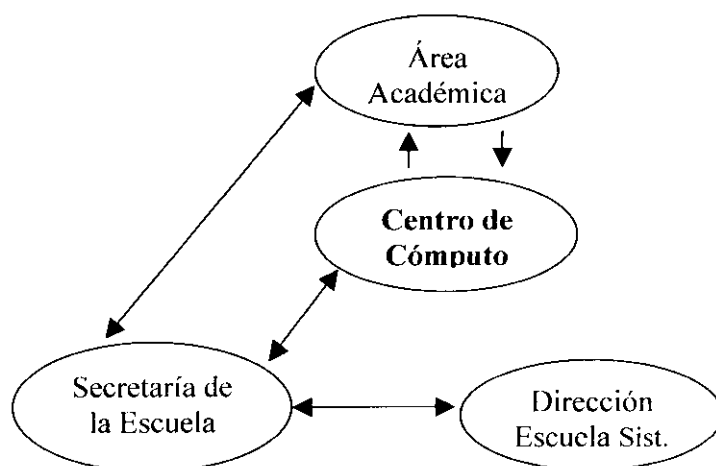 Área
Académica
Centro de
Cómputo
Secretaría de
la Escuela
Dirección
Escuela Sist.